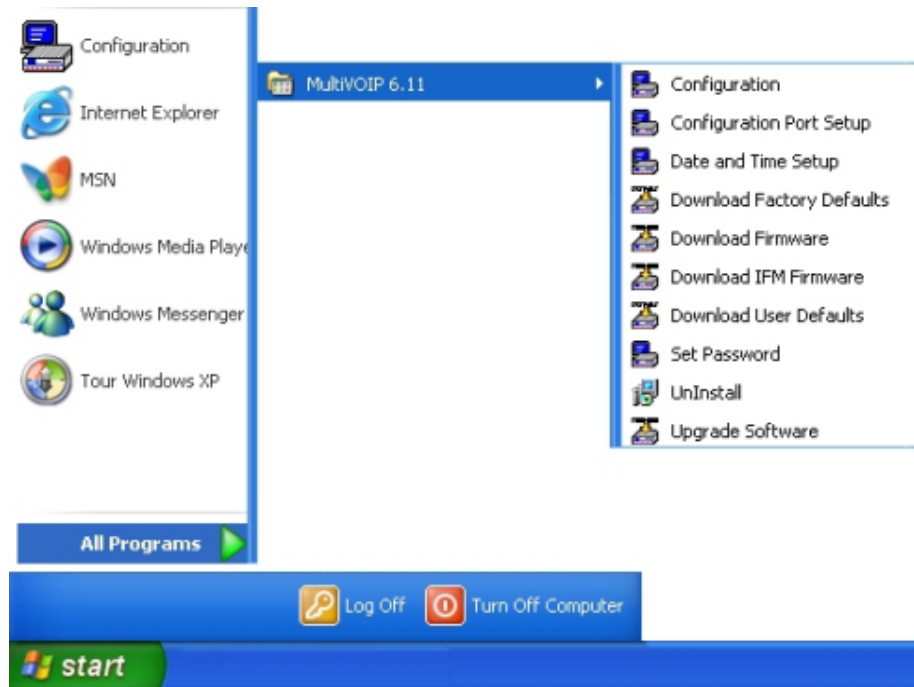 Configuration
Internet Explorer
MSN
Windows Media Playe
Windows Messenger
Tour Windows XP
All Programs
MultiVOIP 6.11
Configuration
Configuration Port Setup
Date and Time Setup
Download Factory Defaults
Download Firmware
Download IFM Firmware
Download User Defaults
Set Password
UnInstall
Upgrade Software
Log Off
Turn Off Computer
start